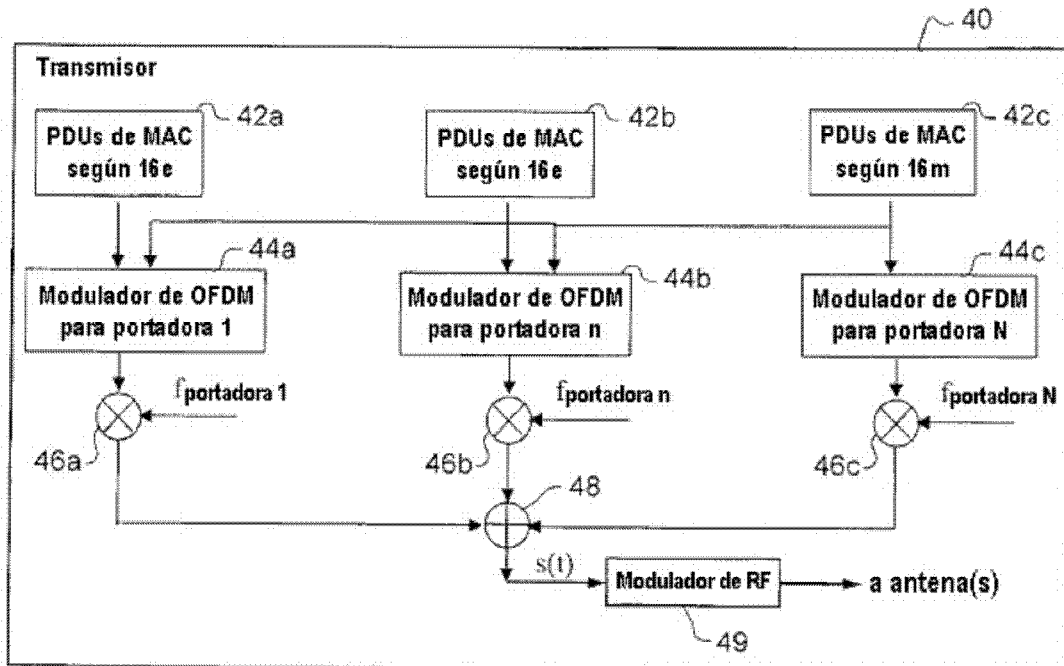 40
Transmisor
42a
42b
42c
PDUs de MAC
según 16e
PDUs de MAC
según 16e
PDUs de MAC
según 16m
44a
44b
44c
Modulador de OFDM
para portadora 1
Modulador de OFDM
para portadora n
Modulador de OFDM
para portadora N
fportadora 1
fportadora n
fportadora N
46a
46b
46c
48
s(t)
Modulador de RF
a antena(s)
49